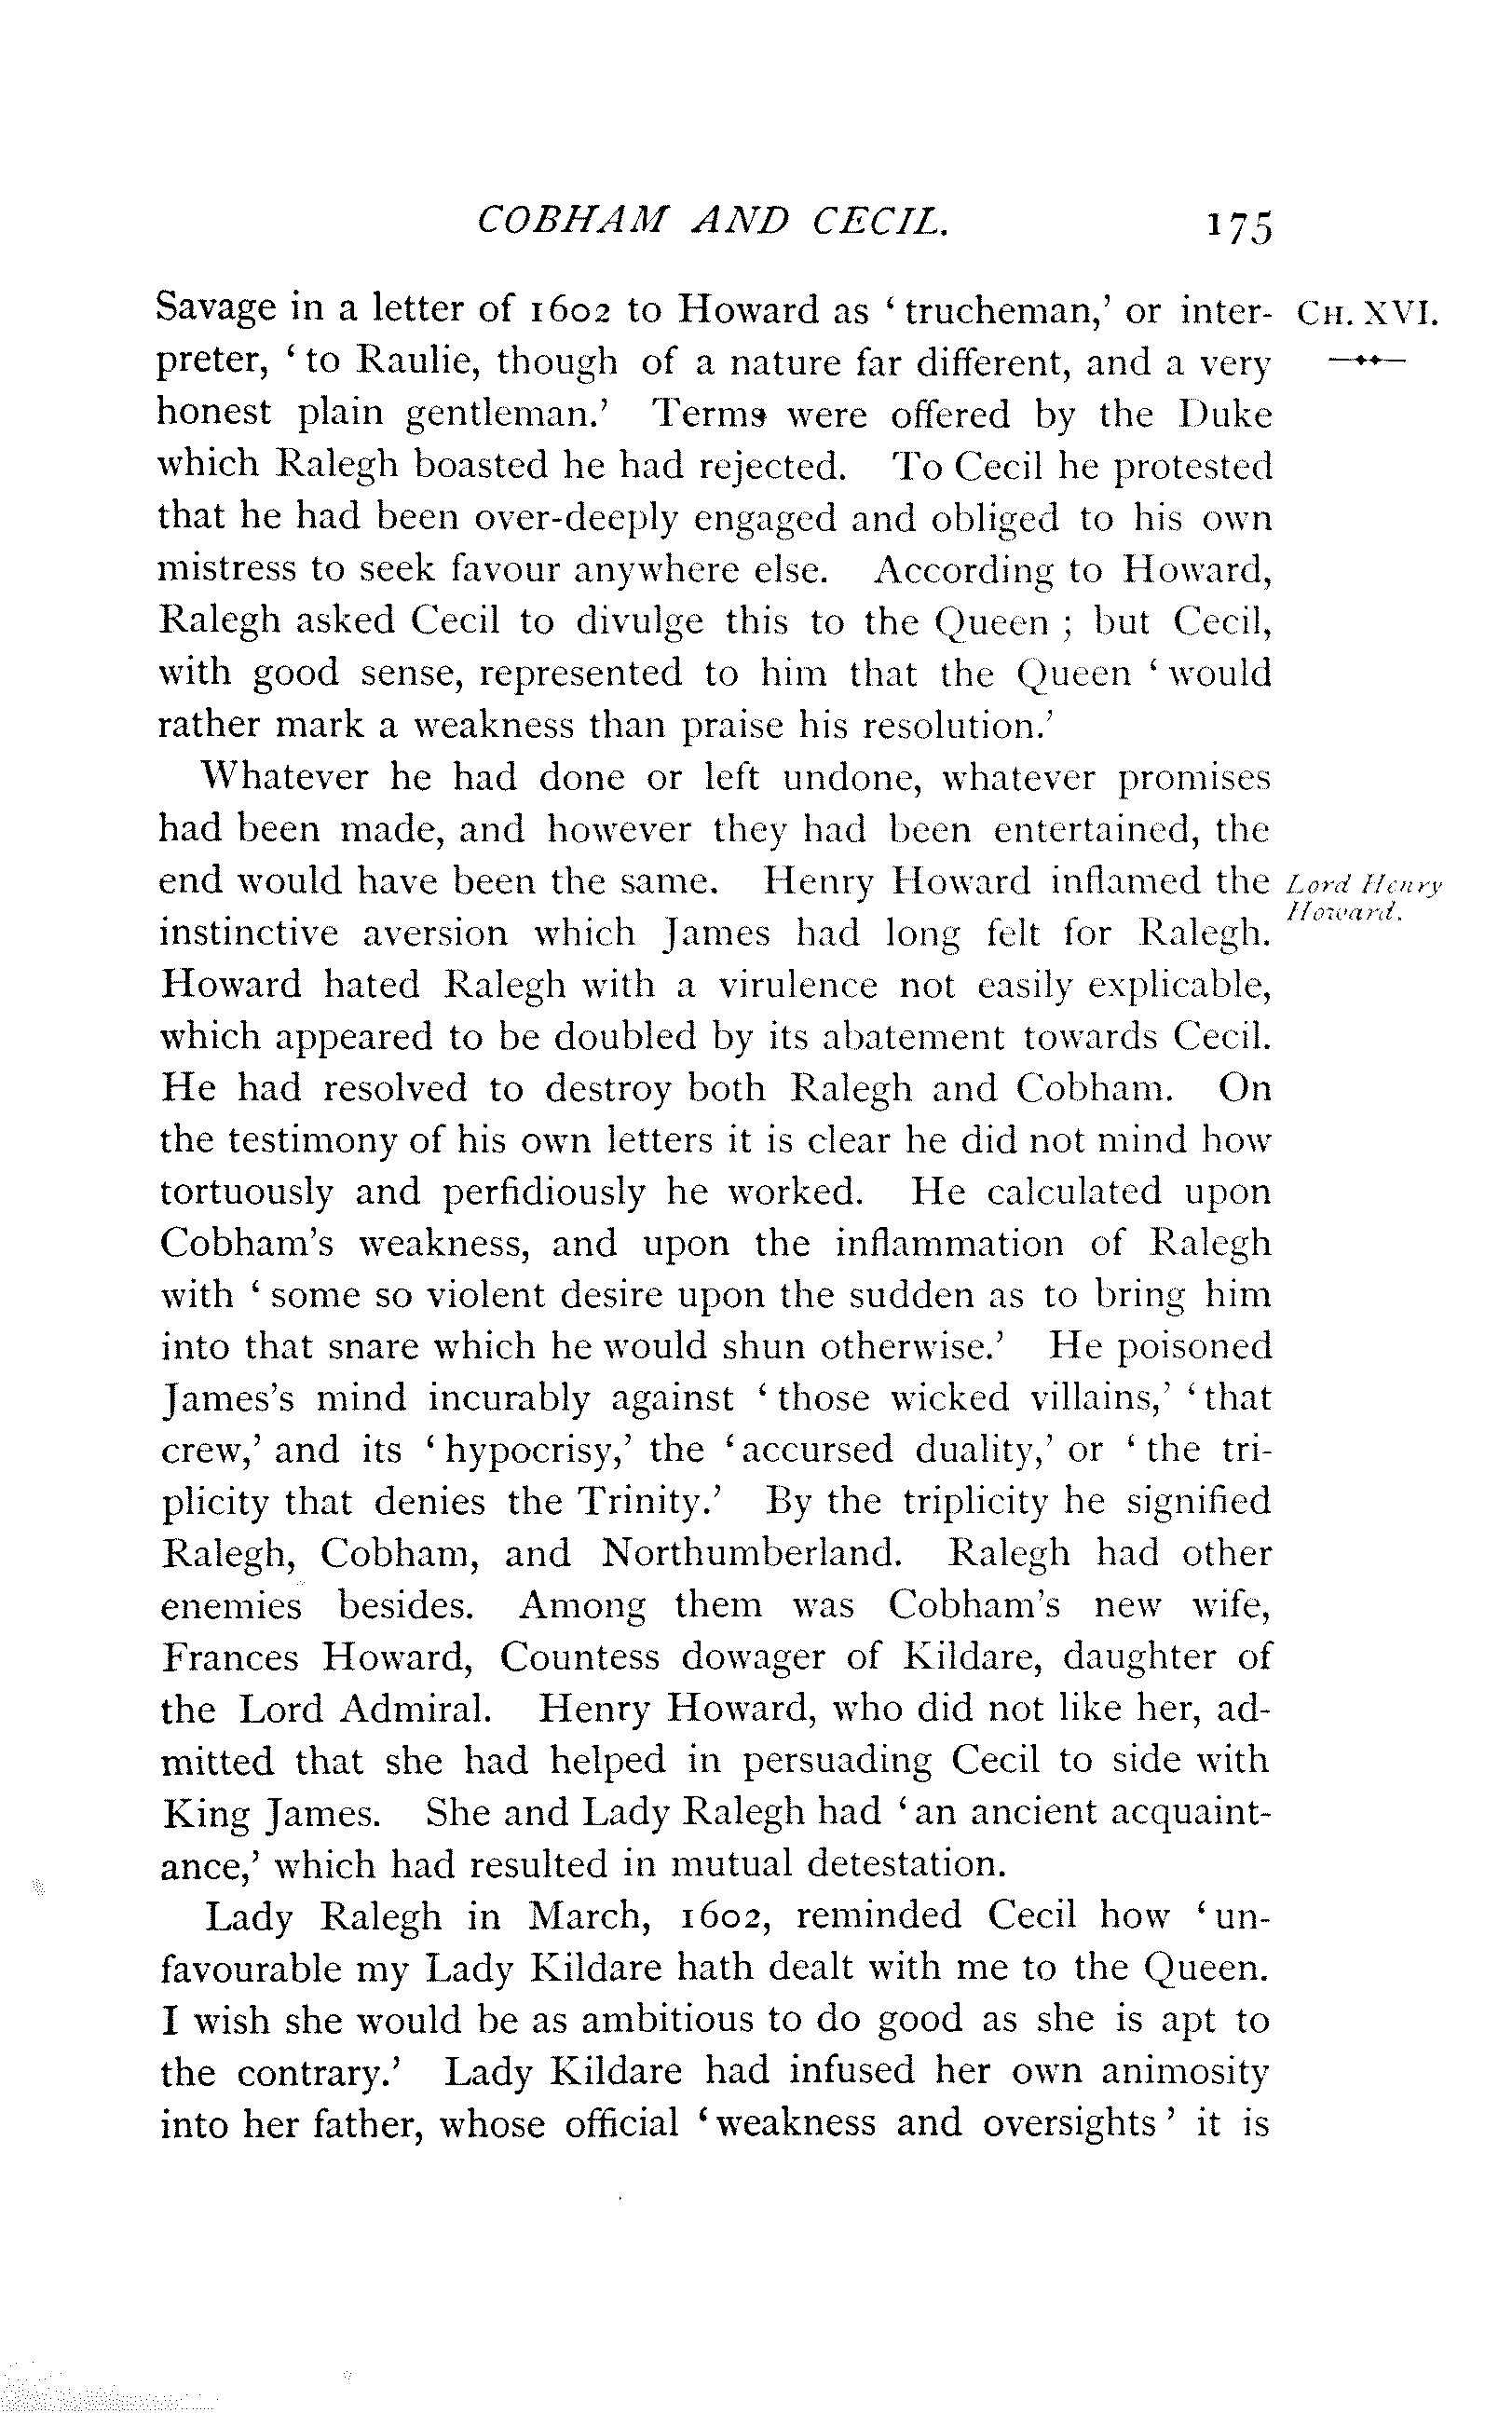 COBHAM AND CECIL. 175
Savage in a letter of 1602 to Howard as ‘ trucheman,’ or inter-
CH. XVI.
preter, ‘ to Raulie, though of a nature far different, and a very
honest plain gentleman.’ Terms were offered by the Duke
which Ralegh boasted he had rejected. To Cecil he protested
that he had been over-deeply engaged and obliged to his own
mistress to seek favour anywhere else. According to Howard,
Ralegh asked Cecil to divulge this to the Queen ; but Cecil,
with good sense, represented to him that the Queen ‘ would
rather mark a weakness than praise his resolution.’
Whatever he had done or left undone, whatever promises
had been made, and however they had been entertained, the
end would have been the same. Henry Howard inflamed the
Lord Henry
Howard.
instinctive aversion which James had long felt for Ralegh.
Howard hated Ralegh with a virulence not easily explicable,
which appeared to be doubled by its abatement towards Cecil.
He had resolved to destroy both Ralegh and Cobham. On
the testimony of his own letters it is clear he did not mind how
tortuously and perfidiously he worked. He calculated upon
Cobham’s weakness, and upon the inflammation of Ralegh
with ‘ some so violent desire upon the sudden as to bring him
into that snare which he would shun otherwise.’ He poisoned
James’s mind incurably against ‘ those wicked villains,’ ‘ that
crew,’ and its ‘ hypocrisy,’ the ‘ accursed duality,’ or ‘ the tri-
plicity that denies the Trinity.’ By the triplicity he signified
Ralegh, Cobham, and Northumberland. Ralegh had other
enemies besides. Among them was Cobham’s new wife,
Frances Howard, Countess dowager of Kildare, daughter of
the Lord Admiral. Henry Howard, who did not like her, ad-
mitted that she had helped in persuading Cecil to side with
King James. She and Lady Ralegh had ‘ an ancient acquaint-
ance,’ which had resulted in mutual detestation.
Lady Ralegh in March, 1602, reminded Cecil how ‘ un-
favourable my Lady Kildare hath dealt with me to the Queen.
I wish she would be as ambitious to do good as she is apt to
the contrary.’ Lady Kildare had infused her own animosity
into her father, whose official ‘ weakness and oversights ’ it is